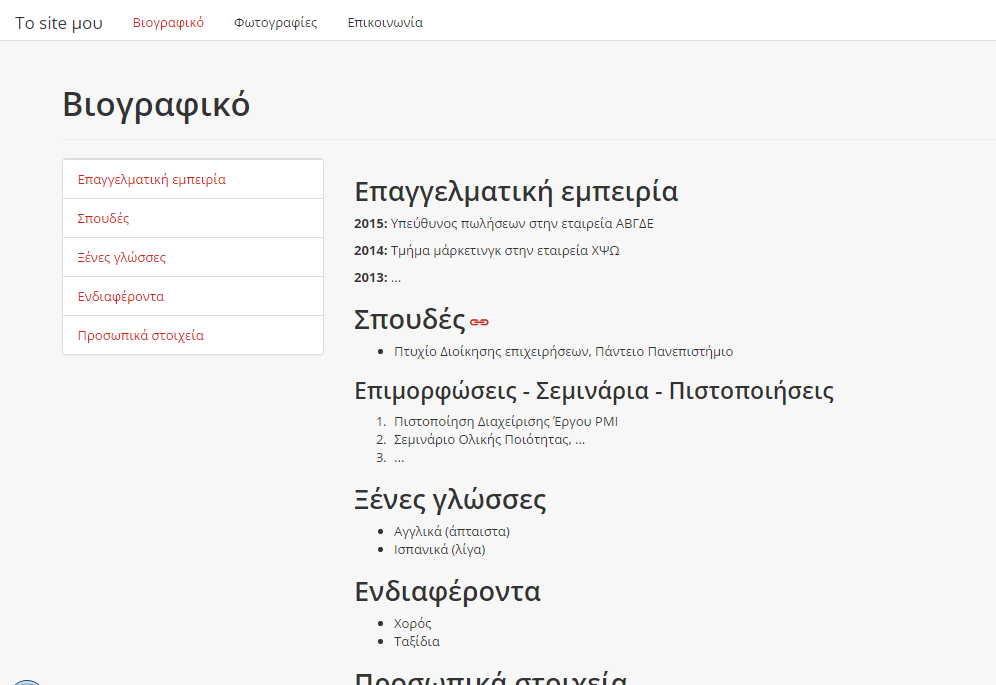 Το site μου Βιογραφικό Φωτογραφίες Επικοινωνία
Βιογραφικό
Επαγγελματική εμπειρία
Σπουδές
Ξένες γλώσσες
Ενδιαφέροντα
Προσωπικά στοιχεία
Επαγγελματική εμπειρία
2015: Υπεύθυνος πωλήσεων στην εταιρεία ΑΒΓΔΕ
2014: Τμήμα μάρκετινγκ στην εταιρεία ΧΨΩ
2013: ...
Σπουδές
• Πτυχίο Διοίκησης επιχειρήσεων, Πάντειο Πανεπιστήμιο
Επιμορφώσεις - Σεμινάρια - Πιστοποιήσεις
1. Πιστοποίηση Διαχείρισης Έργου PMI
2. Σεμινάριο Ολικής Ποιότητας, ...
3. ...
Ξένες γλώσσες
• Αγγλικά (άπταιστα)
• Ισπανικά (λίγα)
Ενδιαφέροντα
• Χορός
• Ταξίδια
Προσωπικά στοιχεία